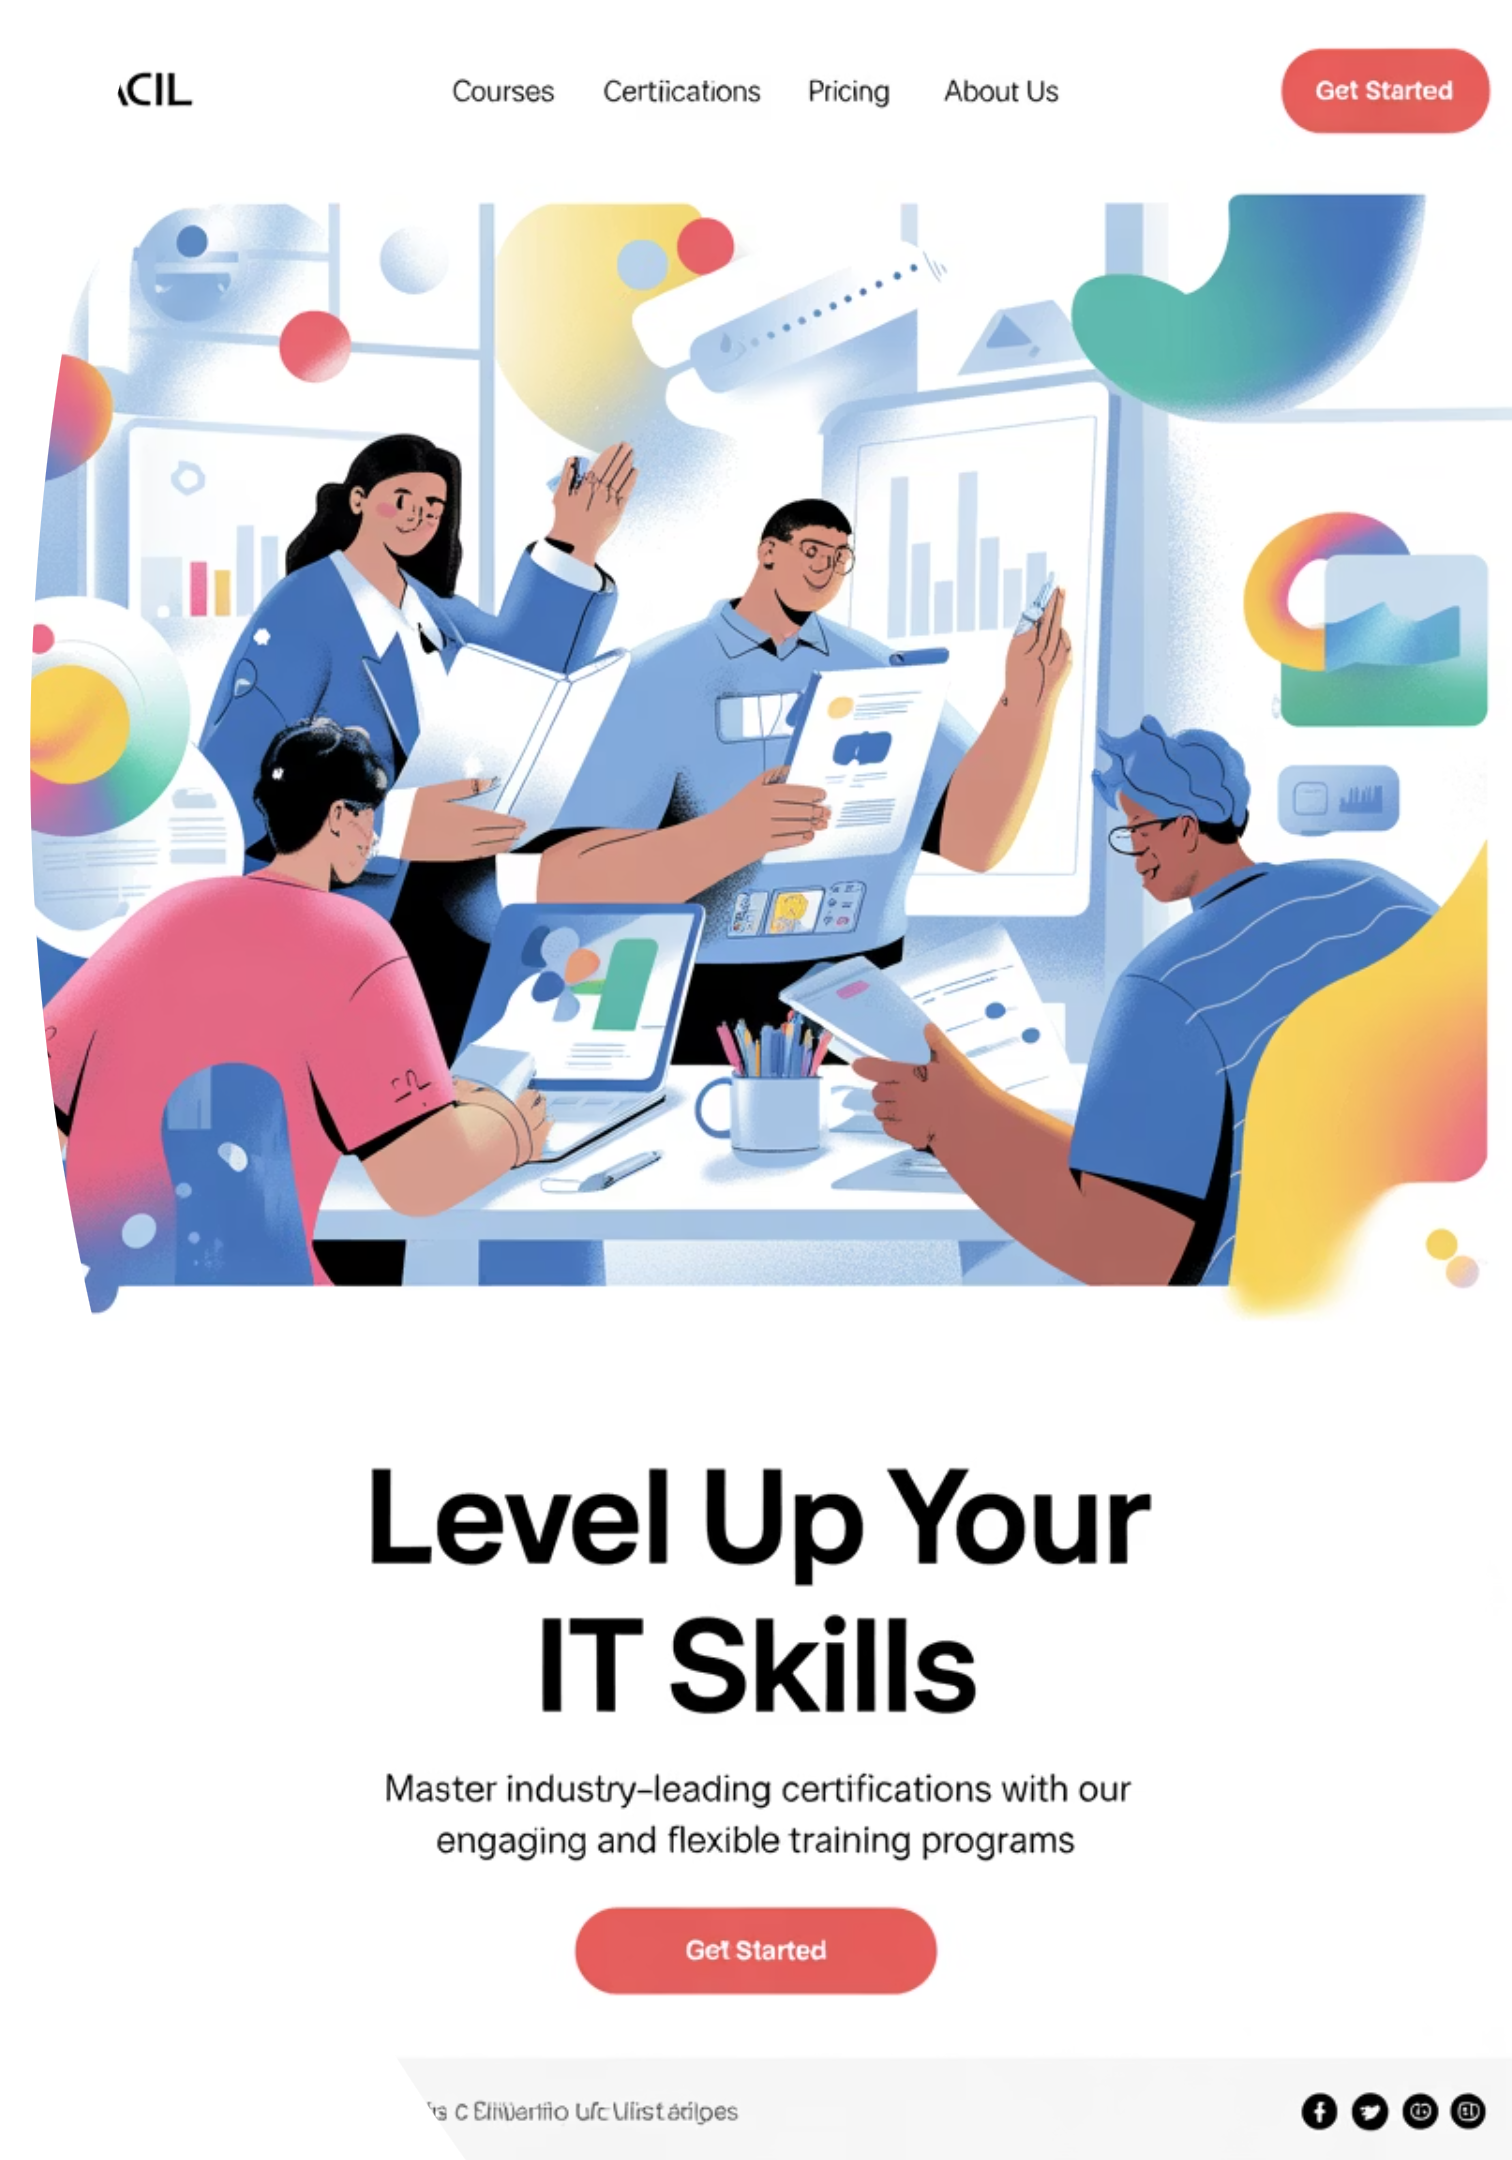 CIL
Courses Certiications Pricing About Us
Get Started
Level Up Your
IT Skills
Master industry-leading certifications with our
engaging and flexible training programs
Get Started